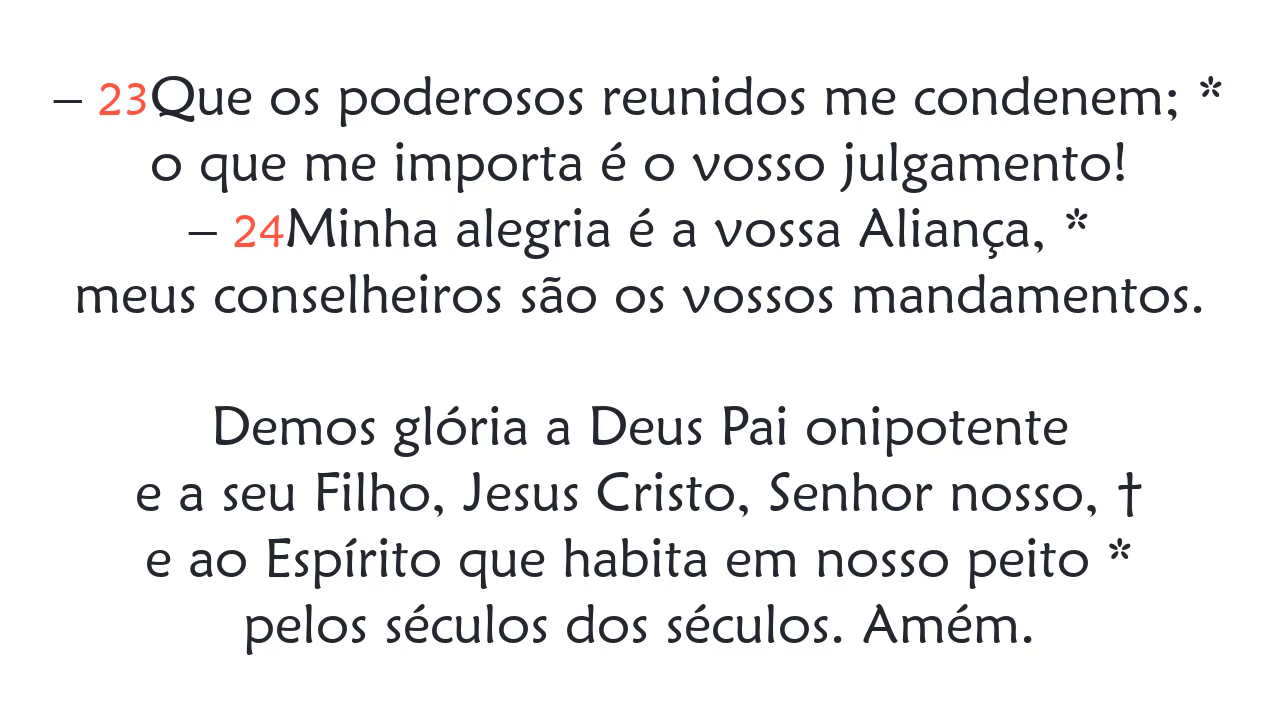 – 23Que os poderosos reunidos me condenem; *
o que me importa é o vosso julgamento!
– 24Minha alegria é a vossa Aliança, *
meus conselheiros são os vossos mandamentos.
Demos glória a Deus Pai onipotente
e a seu Filho, Jesus Cristo, Senhor nosso, †
e ao Espírito que habita em nosso peito *
pelos séculos dos séculos. Amém.